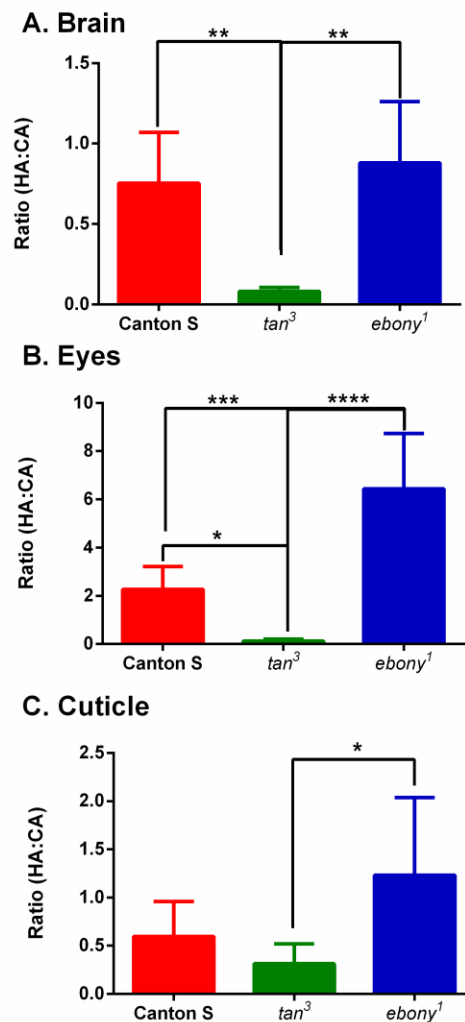 A. Brain
** **
Ratio (HA:CA)
1.5
1.0
0.5
0.0
Canton S tan³ ebony¹
B. Eyes
*** ****
*
Ratio (HA:CA)
10
8
6
4
2
0
Canton S tan³ ebony¹
C. Cuticle
*
Ratio (HA:CA)
2.5
2.0
1.5
1.0
0.5
0.0
Canton S tan³ ebony¹